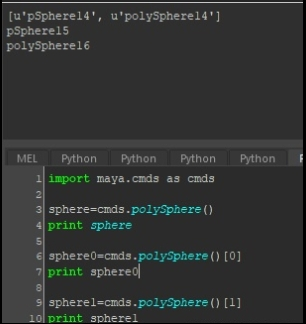 [u'pSphere14', u'polySphere14']
pSphere15
polySphere16
MEL Python Python Python Python
1 import maya.cmds as cmds
2
3 sphere=cmds.polySphere()
4 print sphere
5
6 sphere0=cmds.polySphere()[0]
7 print sphere0
8
9 sphere1=cmds.polySphere()[1]
10 print sphere1